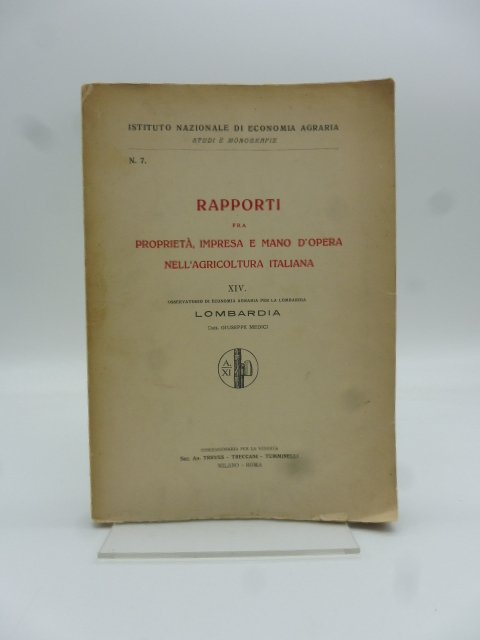 ISTITUTO NAZIONALE DI ECONOMIA AGRARIA
STUDI E MONOGRAFIE
N. 7.
RAPPORTI
FRA
PROPRIETÀ, IMPRESA E MANO D'OPERA
NELL'AGRICOLTURA ITALIANA
XIV.
OSSERVATORIO DI ECONOMIA AGRARIA PER LA LOMBARDIA
LOMBARDIA
Dott. GIUSEPPE MEDICI
A.
XI
CONCESSIONARIA PER LA VENDITA
Soc. An. TREVES - TRECCANI - TUMMINELLI
MILANO - ROMA